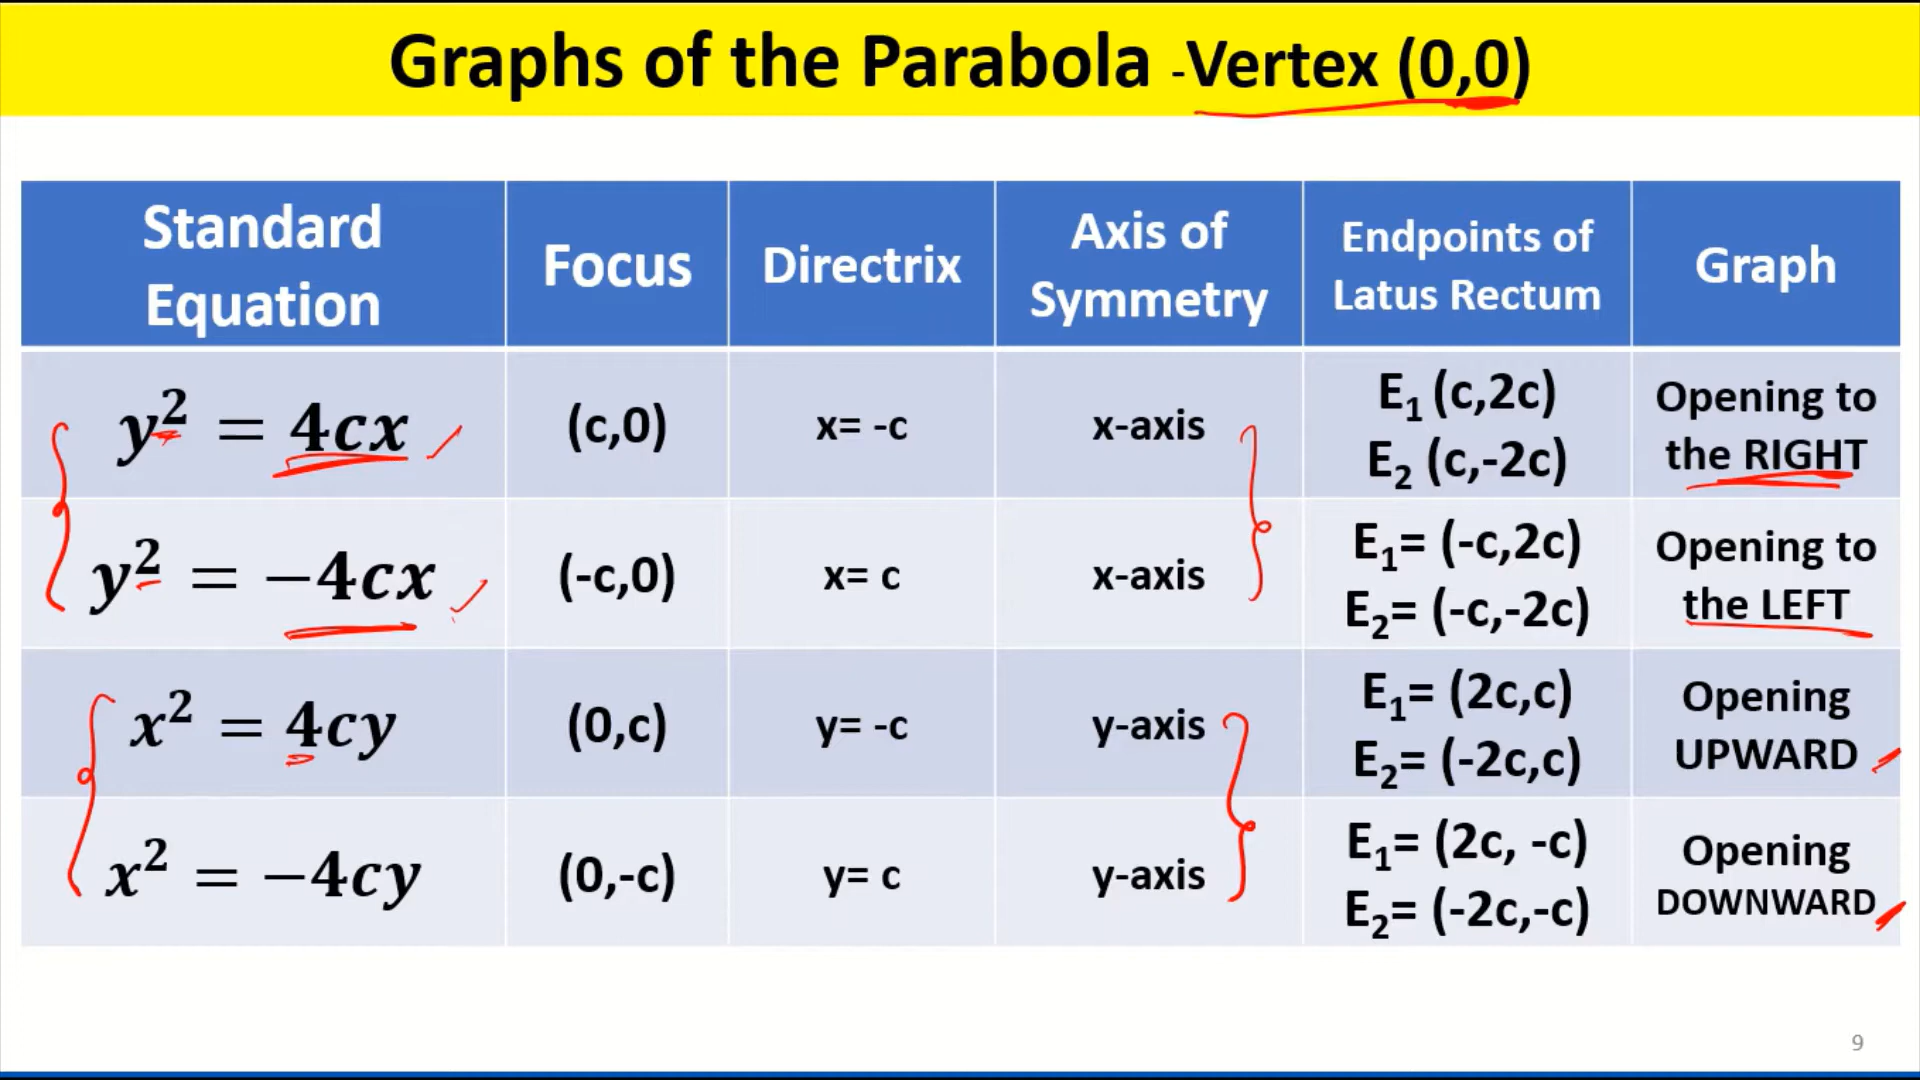 Graphs of the Parabola -Vertex (0,0)
Standard Equation
Focus
Directrix
Axis of Symmetry
Endpoints of Latus Rectum
Graph
y² = 4cx
(c,0)
x= -c
x-axis
E₁ (c,2c)
E₂ (c,-2c)
Opening to
the RIGHT
y² = −4cx
(-c,0)
x= c
x-axis
E₁= (-c,2c)
E₂= (-c,-2c)
Opening to
the LEFT
x² = 4cy
(0,c)
y= -c
y-axis
E₁= (2c,c)
E₂= (-2c,c)
Opening
UPWARD
x² = −4cy
(0,-c)
y= c
y-axis
E₁= (2c, -c)
E₂= (-2c,-c)
Opening
DOWNWARD
9